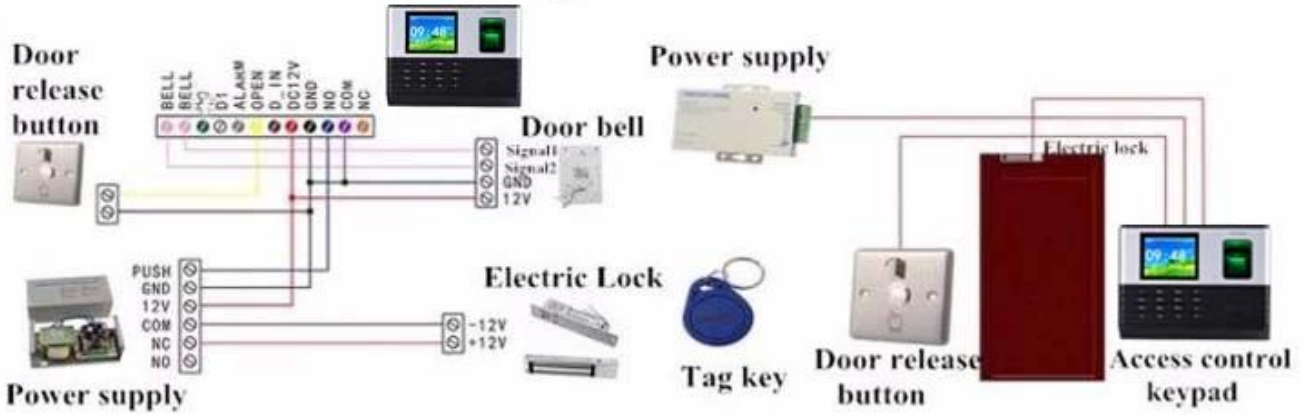 Door
release
button
09:48
BELL
BELL
D1
ALARM
OPEN
D_IN
DC12V
GND
NO
COM
NC
Door bell
Signal1
Signal2
GND
12V
PUSH
GND
12V
COM
NC
NO
Power supply
Electric Lock
-12V
+12V
Power supply
Electric lock
09:48
Tag key
Door release
button
Access control
keypad